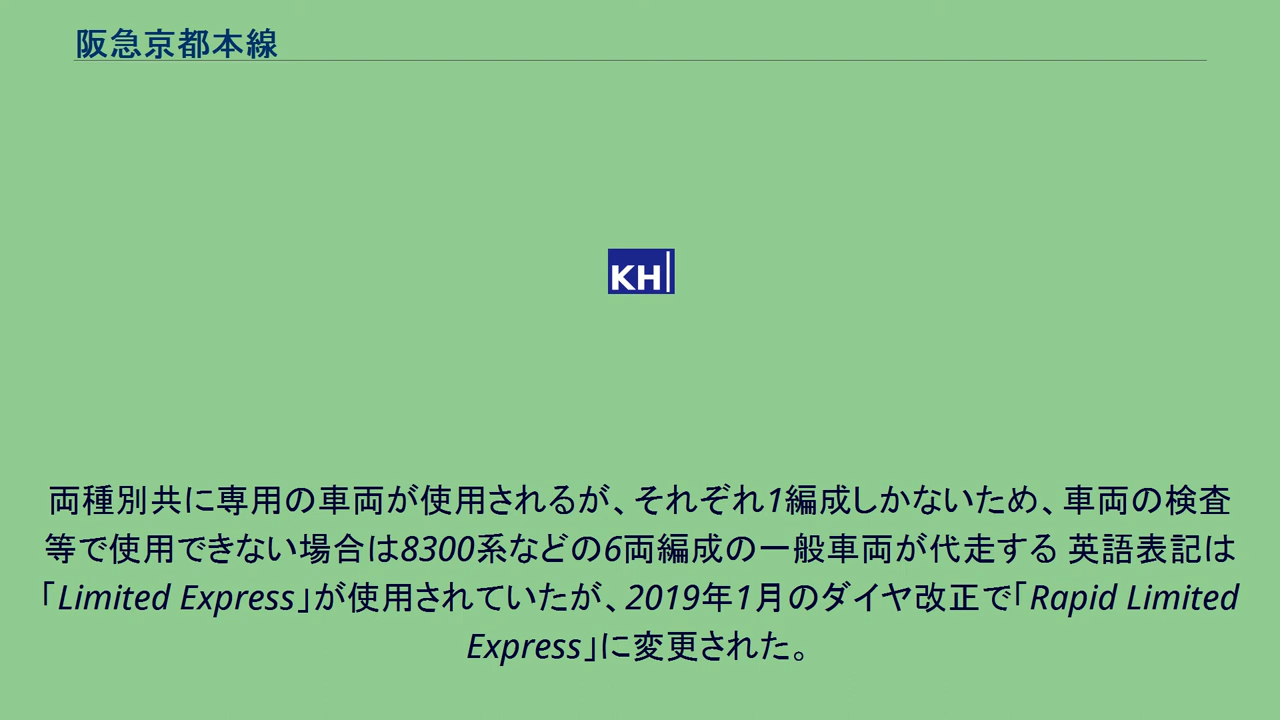 阪急京都本線
KH
両種別共に専用の車両が使用されるが、それぞれ1編成しかないため、車両の検査
等で使用できない場合は8300系などの6両編成の一般車両が代走する 英語表記は
「Limited Express」が使用されていたが、2019年1月のダイヤ改正で「Rapid Limited
Express」に変更された。